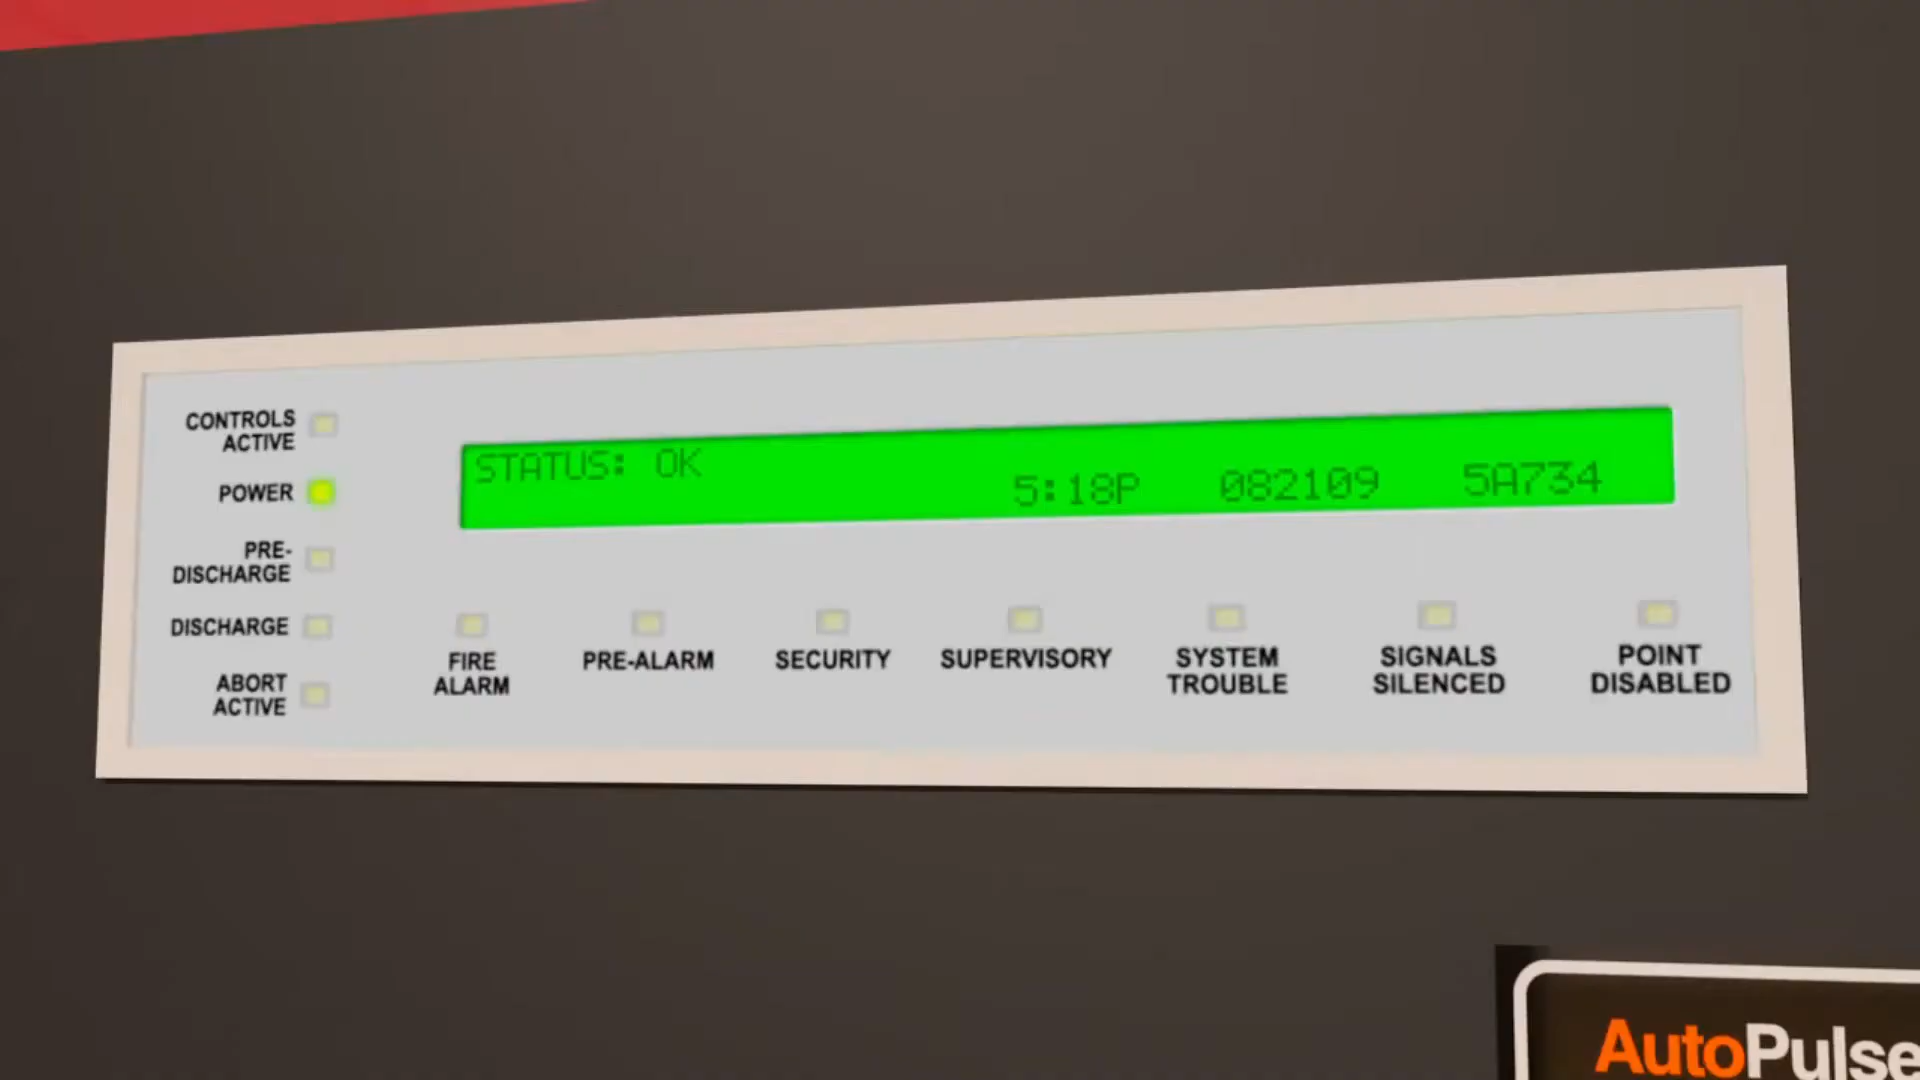 CONTROLS
ACTIVE
POWER
PRE-
DISCHARGE
DISCHARGE
ABORT
ACTIVE
STATUS: OK
5:18P 082109 5A734
FIRE
ALARM
PRE-ALARM
SECURITY
SUPERVISORY
SYSTEM
TROUBLE
SIGNALS
SILENCED
POINT
DISABLED
AutoPulse